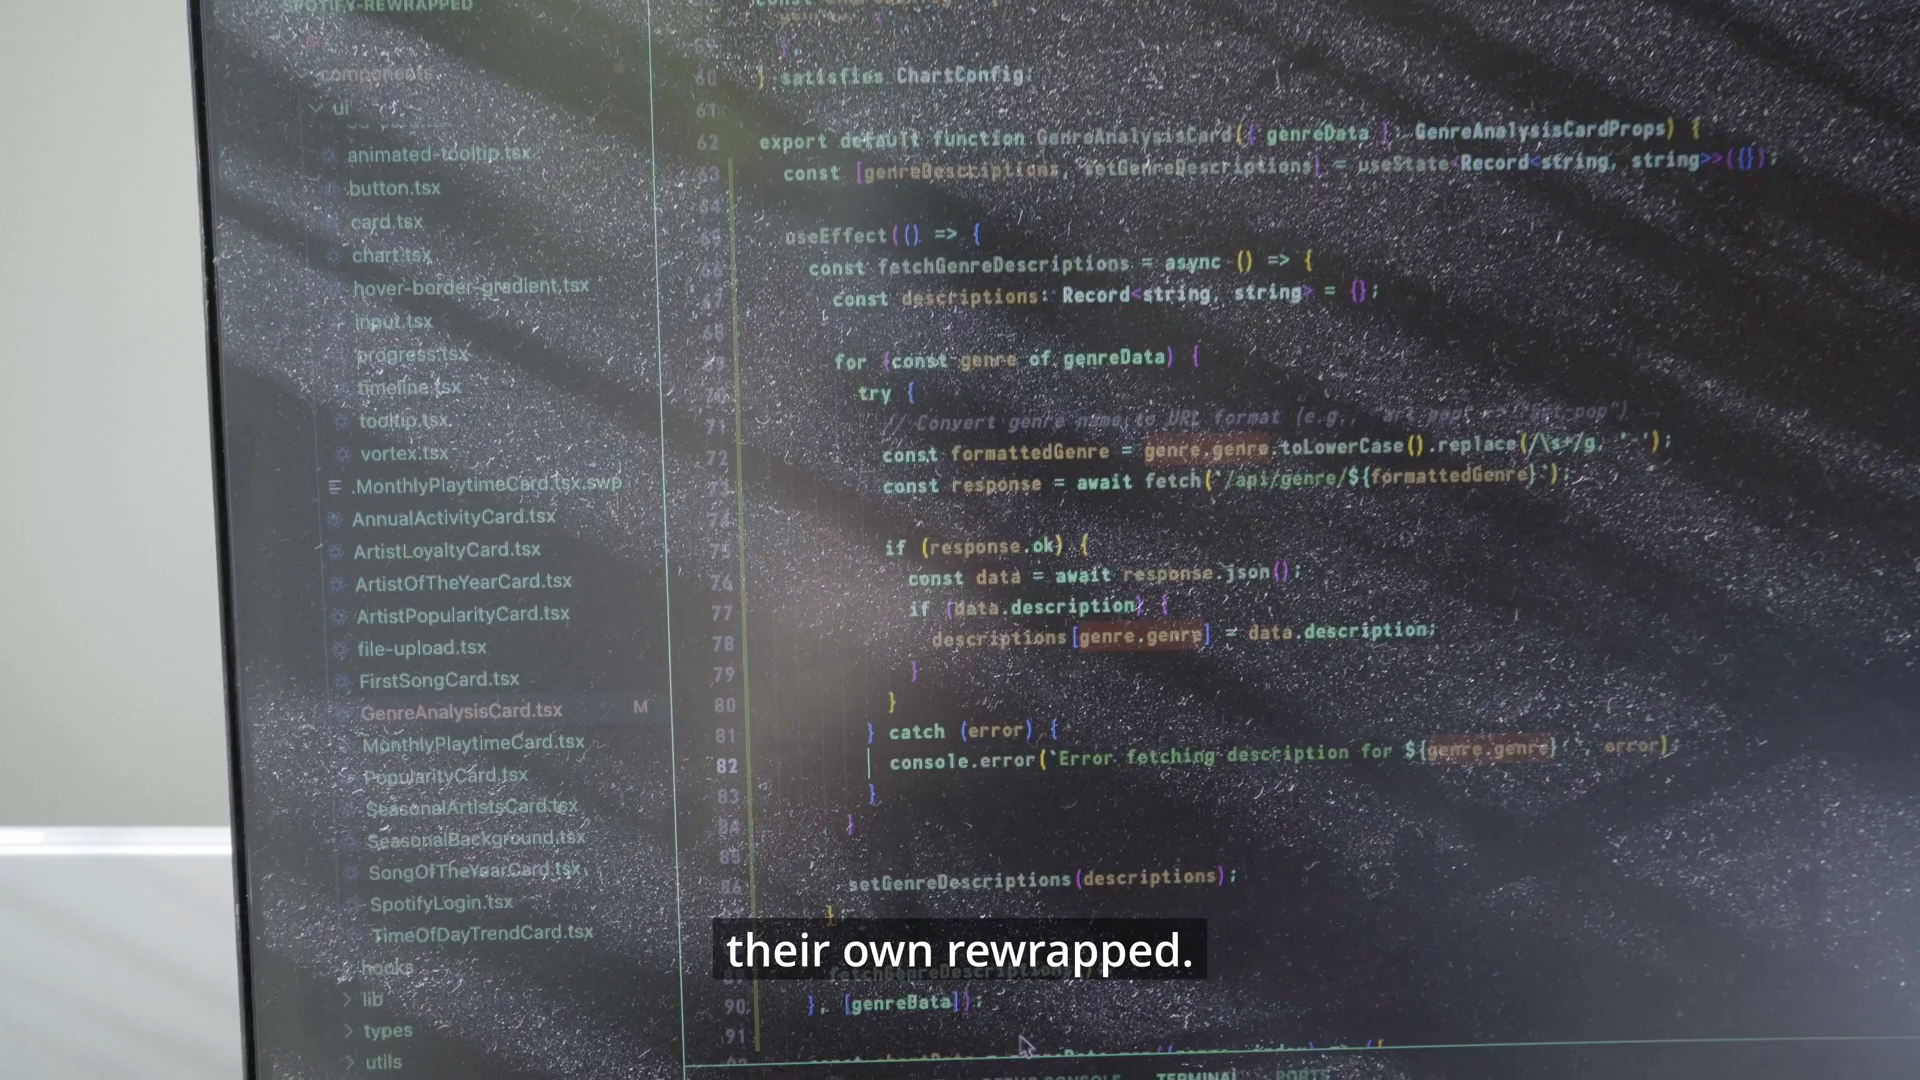 SPOTIFY-REWRAPPED
components
ui
animated-tooltip.tsx
button.tsx
card.tsx
chart.tsx
hover-border-gradient.tsx
input.tsx
progress.tsx
timeline.tsx
tooltip.tsx
vortex.tsx
.MonthlyPlaytimeCard.tsx.swp
AnnualActivityCard.tsx
ArtistLoyaltyCard.tsx
ArtistOfTheYearCard.tsx
ArtistPopularityCard.tsx
file-upload.tsx
FirstSongCard.tsx
GenreAnalysisCard.tsx M
MonthlyPlaytimeCard.tsx
PopularityCard.tsx
SeasonalArtistsCard.tsx
SeasonalBackground.tsx
SongOfTheYearCard.tsx
SpotifyLogin.tsx
TimeOfDayTrendCard.tsx
hooks
lib
types
utils
60 } satisfies ChartConfig;
61
62 export default function GenreAnalysisCard({ genreData }: GenreAnalysisCardProps) {
63 const [genreDescriptions, setGenreDescriptions] = useState<Record<string, string>>({});
64
65 useEffect(() => {
66 const fetchGenreDescriptions = async () => {
67 const descriptions: Record<string, string> = {};
68
69 for (const genre of genreData) {
70 try {
71 // Convert genre name to URL format (e.g.,
72 const formattedGenre = genre.genre.toLowerCase().replace(/\s+/g, '-');
73 const response = await fetch(`/api/genre/${formattedGenre}`);
74
75 if (response.ok) {
76 const data = await response.json();
77 if (data.description) {
78 descriptions[genre.genre] = data.description;
79 }
80 }
81 } catch (error) {
82 console.error(`Error fetching description for ${genre.genre}:`, error);
83 }
84 }
85
86 setGenreDescriptions(descriptions);
};
their own rewrapped.
fetchGenreDescriptions();
90 }, [genreData]);
91
TERMINAL PORTS